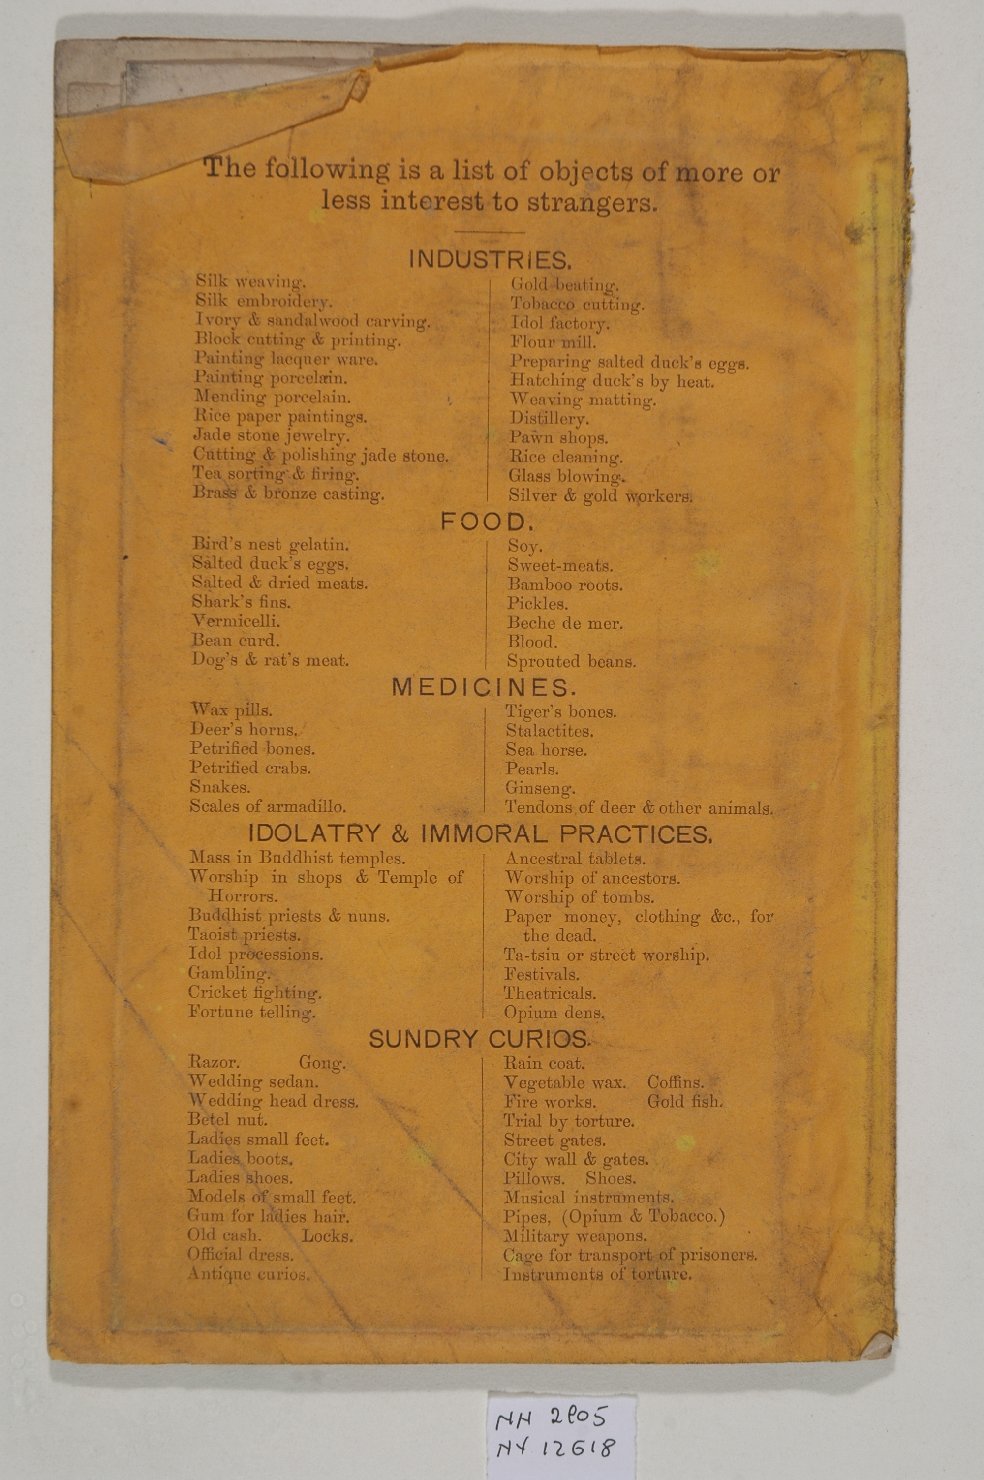 The following is a list of objects of more or
less interest to strangers.
INDUSTRIES.
Silk weaving.
Silk embroidery.
Ivory & sandalwood carving.
Block cutting & printing.
Painting lacquer ware.
Painting porcelain.
Mending porcelain.
Rice paper paintings.
Jade stone jewelry.
Cutting & polishing jade stone.
Tea sorting & firing.
Brass & bronze casting.
Gold beating.
Tobacco cutting.
Idol factory.
Flour mill.
Preparing salted duck's eggs.
Hatching duck's by heat.
Weaving matting.
Distillery.
Pawn shops.
Rice cleaning.
Glass blowing.
Silver & gold workers.
FOOD.
Bird's nest gelatin.
Salted duck's eggs.
Salted & dried meats.
Shark's fins.
Vermicelli.
Bean curd.
Dog's & rat's meat.
Soy.
Sweet-meats.
Bamboo roots.
Pickles.
Beche de mer.
Blood.
Sprouted beans.
MEDICINES.
Wax pills.
Deer's horns.
Petrified bones.
Petrified crabs.
Snakes.
Scales of armadillo.
Tiger's bones.
Stalactites.
Sea horse.
Pearls.
Ginseng.
Tendons of deer & other animals.
IDOLATRY & IMMORAL PRACTICES.
Mass in Buddhist temples.
Worship in shops & Temple of
Horrors.
Buddhist priests & nuns.
Taoist priests.
Idol processions.
Gambling.
Cricket fighting.
Fortune telling.
Ancestral tablets.
Worship of ancestors.
Worship of tombs.
Paper money, clothing &c., for
the dead.
Ta-tsiu or street worship.
Festivals.
Theatricals.
Opium dens.
SUNDRY CURIOS.
Razor. Gong.
Wedding sedan.
Wedding head dress.
Betel nut.
Ladies small feet.
Ladies boots.
Ladies shoes.
Models of small feet.
Gum for ladies hair.
Old cash. Locks.
Official dress.
Antique curios.
Rain coat.
Vegetable wax. Coffins.
Fire works. Gold fish.
Trial by torture.
Street gates.
City wall & gates.
Pillows. Shoes.
Musical instruments.
Pipes, (Opium & Tobacco.)
Military weapons.
Cage for transport of prisoners.
Instruments of torture.
NH 2905
NY 12618